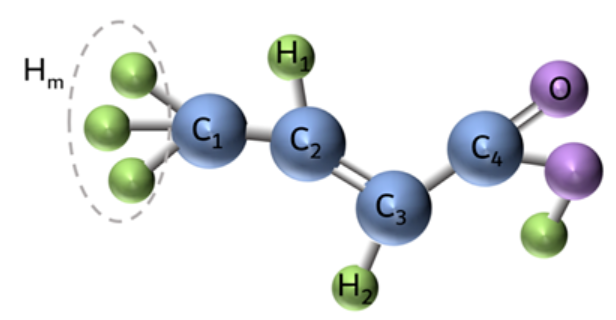 Hₘ
H₁
C₁
C₂
C₃
C₄
O
H₂